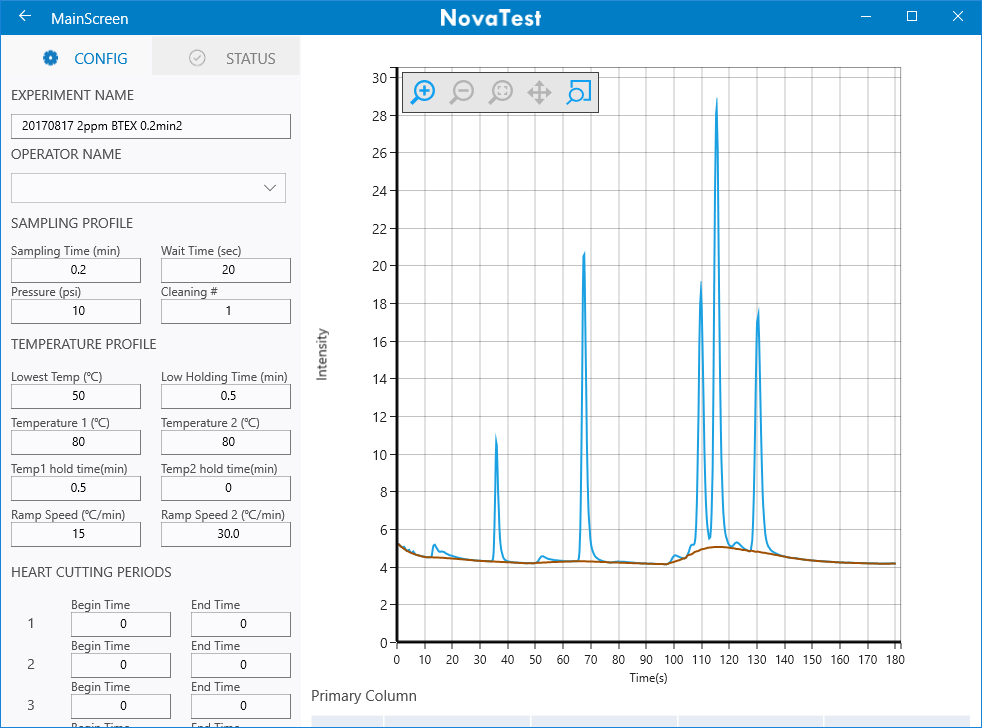 MainScreen
NovaTest
CONFIG
STATUS
EXPERIMENT NAME
20170817 2ppm BTEX 0.2min2
OPERATOR NAME
SAMPLING PROFILE
Sampling Time (min) Wait Time (sec)
0.2 20
Pressure (psi) Cleaning #
10 1
TEMPERATURE PROFILE
Lowest Temp (℃) Low Holding Time (min)
50 0.5
Temperature 1 (℃) Temperature 2 (℃)
80 80
Temp1 hold time(min) Temp2 hold time(min)
0.5 0
Ramp Speed (℃/min) Ramp Speed 2 (℃/min)
15 30.0
HEART CUTTING PERIODS
Begin Time End Time
1 0 0
Begin Time End Time
2 0 0
Begin Time End Time
3 0 0
Begin Time End Time
Intensity
30
28
26
24
22
20
18
16
14
12
10
8
6
4
2
0
0 10 20 30 40 50 60 70 80 90 100 110 120 130 140 150 160 170 180
Time(s)
Primary Column